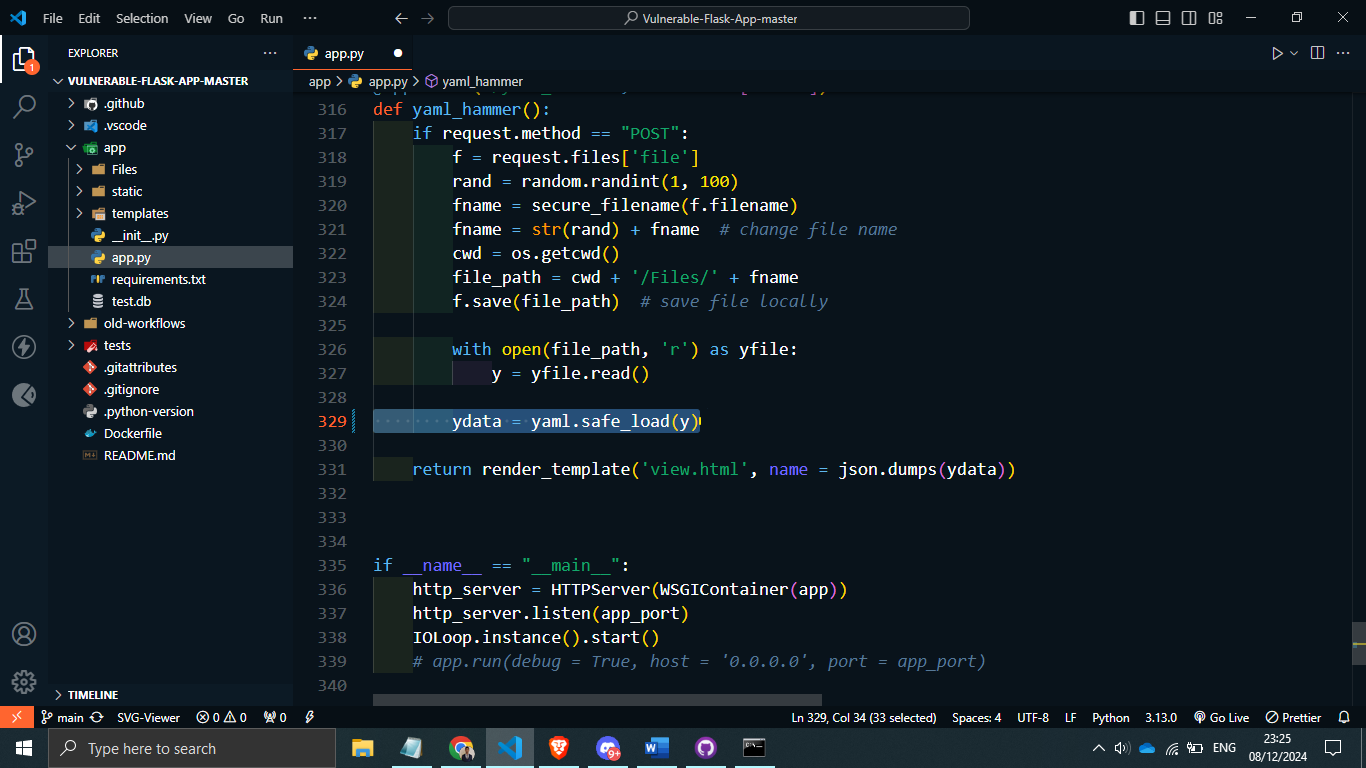 File Edit Selection View Go Run ··· Vulnerable-Flask-App-master
EXPLORER ···
app.py
VULNERABLE-FLASK-APP-MASTER
app > app.py > yaml_hammer
.github
.vscode
app
Files
static
templates
__init__.py
app.py
requirements.txt
test.db
old-workflows
tests
.gitattributes
.gitignore
.python-version
Dockerfile
README.md
TIMELINE
1
316 def yaml_hammer():
317 if request.method == "POST":
318 f = request.files['file']
319 rand = random.randint(1, 100)
320 fname = secure_filename(f.filename)
321 fname = str(rand) + fname # change file name
322 cwd = os.getcwd()
323 file_path = cwd + '/Files/' + fname
324 f.save(file_path) # save file locally
325
326 with open(file_path, 'r') as yfile:
327 y = yfile.read()
328
329 ydata = yaml.safe_load(y)
330
331 return render_template('view.html', name = json.dumps(ydata))
332
333
334
335 if __name__ == "__main__":
336 http_server = HTTPServer(WSGIContainer(app))
337 http_server.listen(app_port)
338 IOLoop.instance().start()
339 # app.run(debug = True, host = '0.0.0.0', port = app_port)
340
main SVG-Viewer 0 0 0 Ln 329, Col 34 (33 selected) Spaces: 4 UTF-8 LF Python 3.13.0 Go Live Prettier
Type here to search 9+ ENG 23:25
08/12/2024